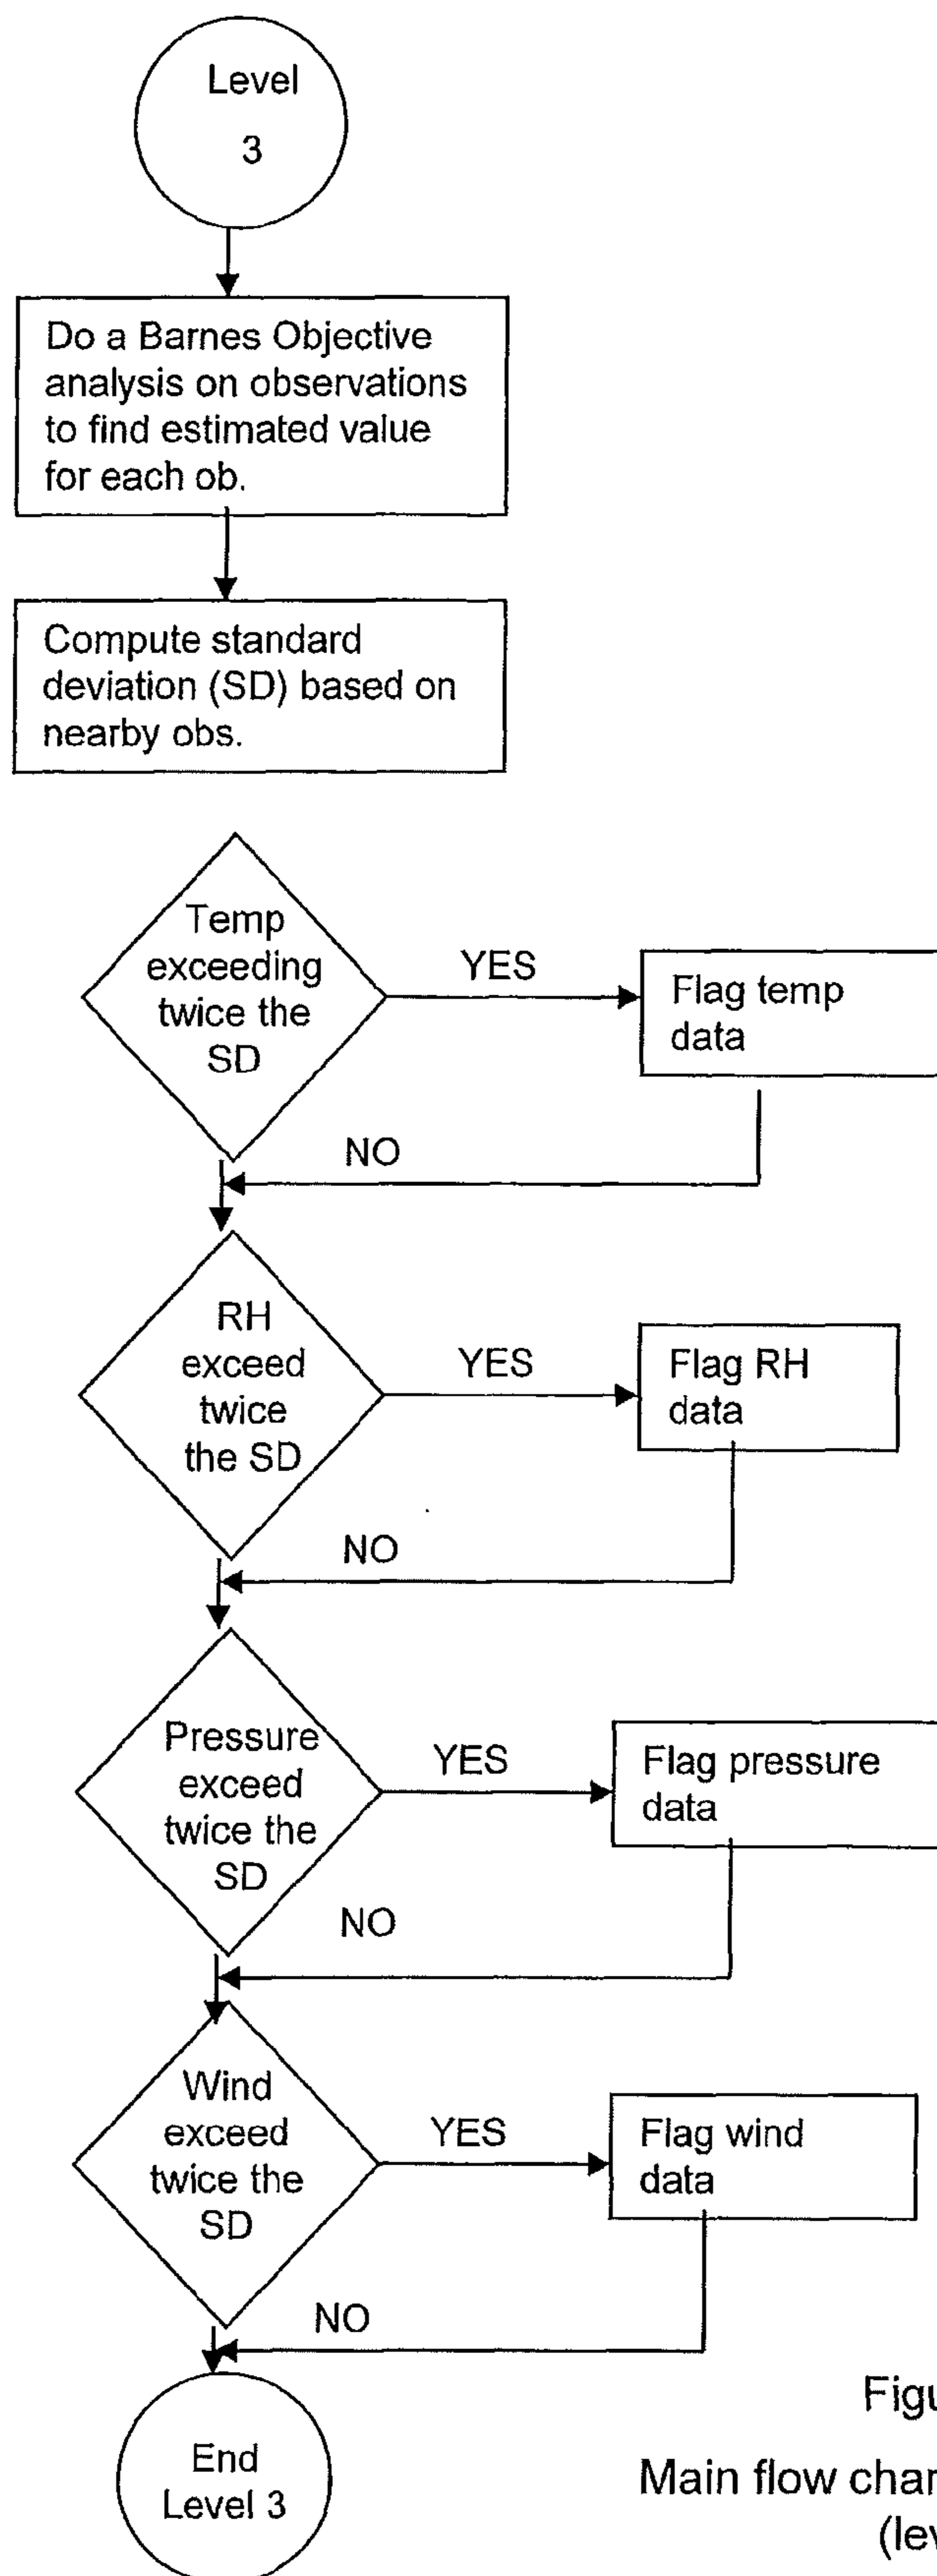 Level
3
Do a Barnes Objective
analysis on observations
to find estimated value
for each ob.
Compute standard
deviation (SD) based on
nearby obs.
Temp
exceeding
twice the
SD
YES
Flag temp
data
NO
RH
exceed
twice
the SD
YES
Flag RH
data
NO
Pressure
exceed
twice the
SD
YES
Flag pressure
data
NO
Wind
exceed
twice the
SD
YES
Flag wind
data
NO
End
Level 3
Main flow